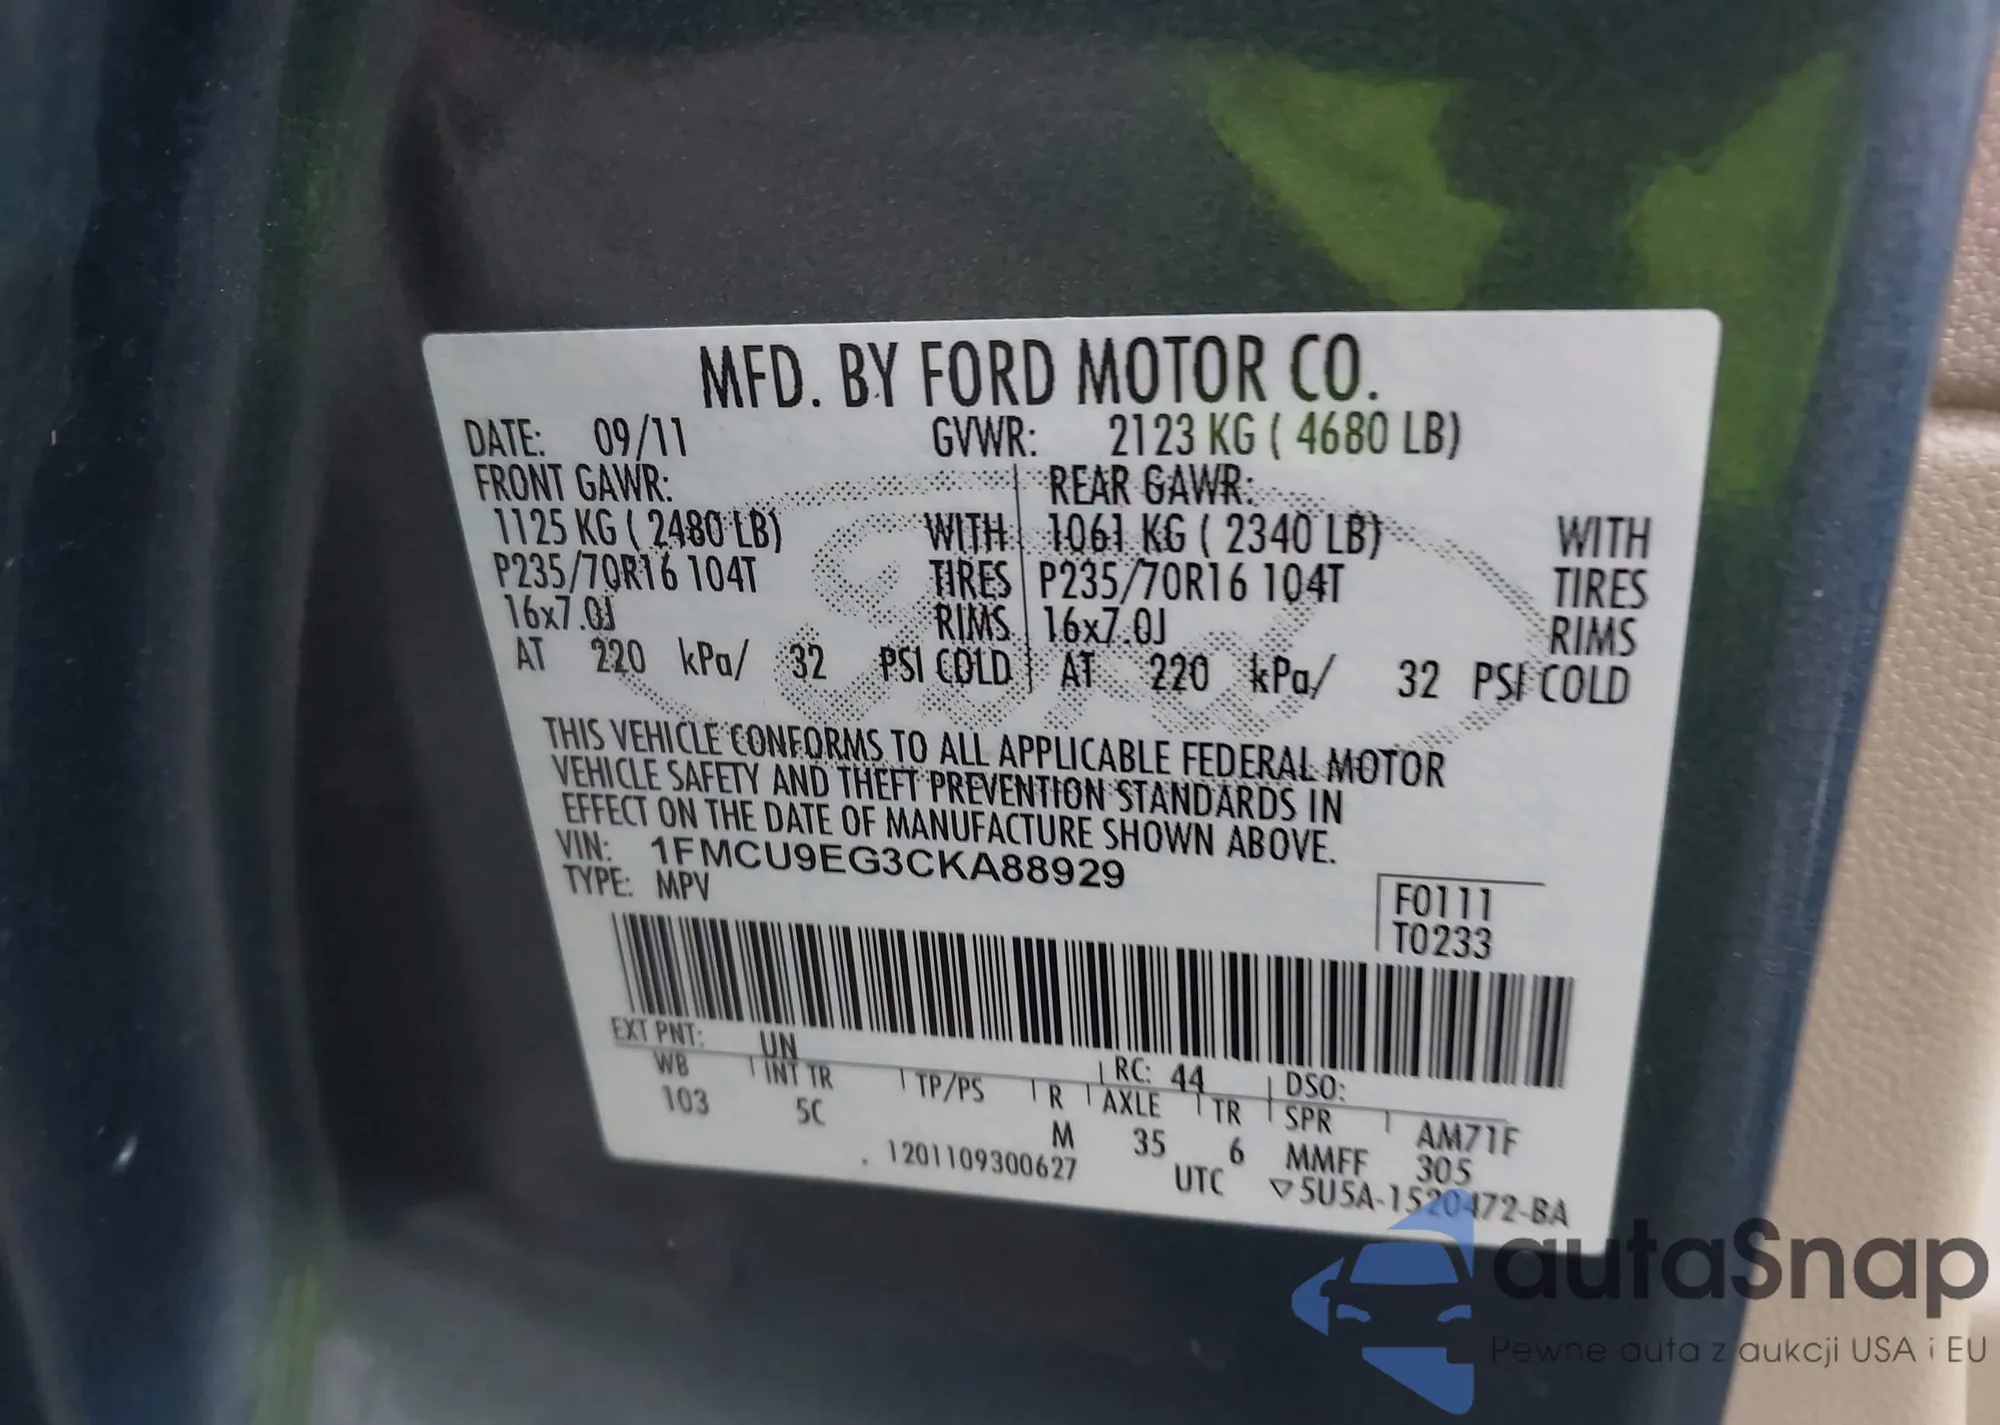 MFD. BY FORD MOTOR CO.
DATE: 09/11 GVWR: 2123 KG ( 4680 LB)
FRONT GAWR: REAR GAWR:
1125 KG ( 2480 LB) WITH 1061 KG ( 2340 LB) WITH
P235/70R16 104T TIRES P235/70R16 104T TIRES
16x7.0J RIMS 16x7.0J RIMS
AT 220 kPa/ 32 PSI COLD AT 220 kPa/ 32 PSI COLD
THIS VEHICLE CONFORMS TO ALL APPLICABLE FEDERAL MOTOR
VEHICLE SAFETY AND THEFT PREVENTION STANDARDS IN
EFFECT ON THE DATE OF MANUFACTURE SHOWN ABOVE.
VIN: 1FMCU9EG3CKA88929
TYPE: MPV
F0111
T0233
EXT PNT: UN RC: 44 DSO:
WB INT TR TP/PS R AXLE TR SPR AM71F
103 5C M 35 6 MMFF 305
. 1201109300627 UTC ▽5U5A-1520472-BA
Ford
autaSnap
Pewne auta z aukcji USA i EU